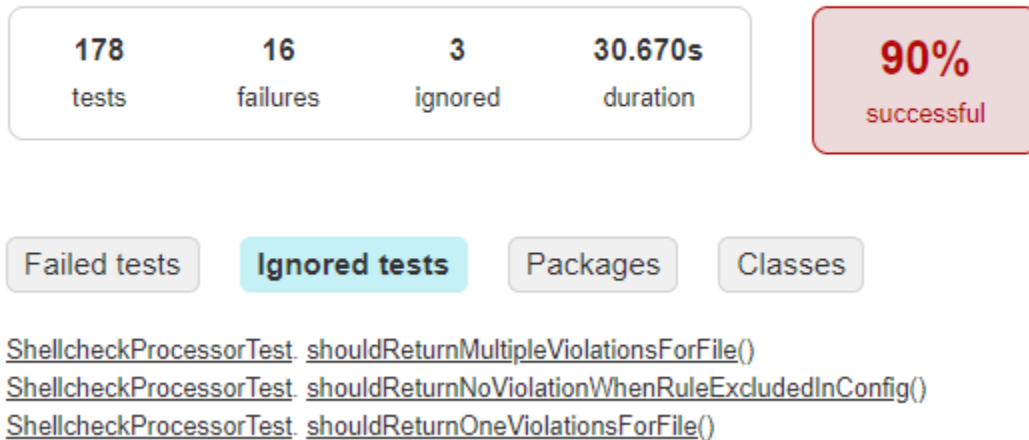 178 16 3 30.670s
tests failures ignored duration
90%
successful
Failed tests Ignored tests Packages Classes
ShellcheckProcessorTest. shouldReturnMultipleViolationsForFile()
ShellcheckProcessorTest. shouldReturnNoViolationWhenRuleExcludedInConfig()
ShellcheckProcessorTest. shouldReturnOneViolationsForFile()